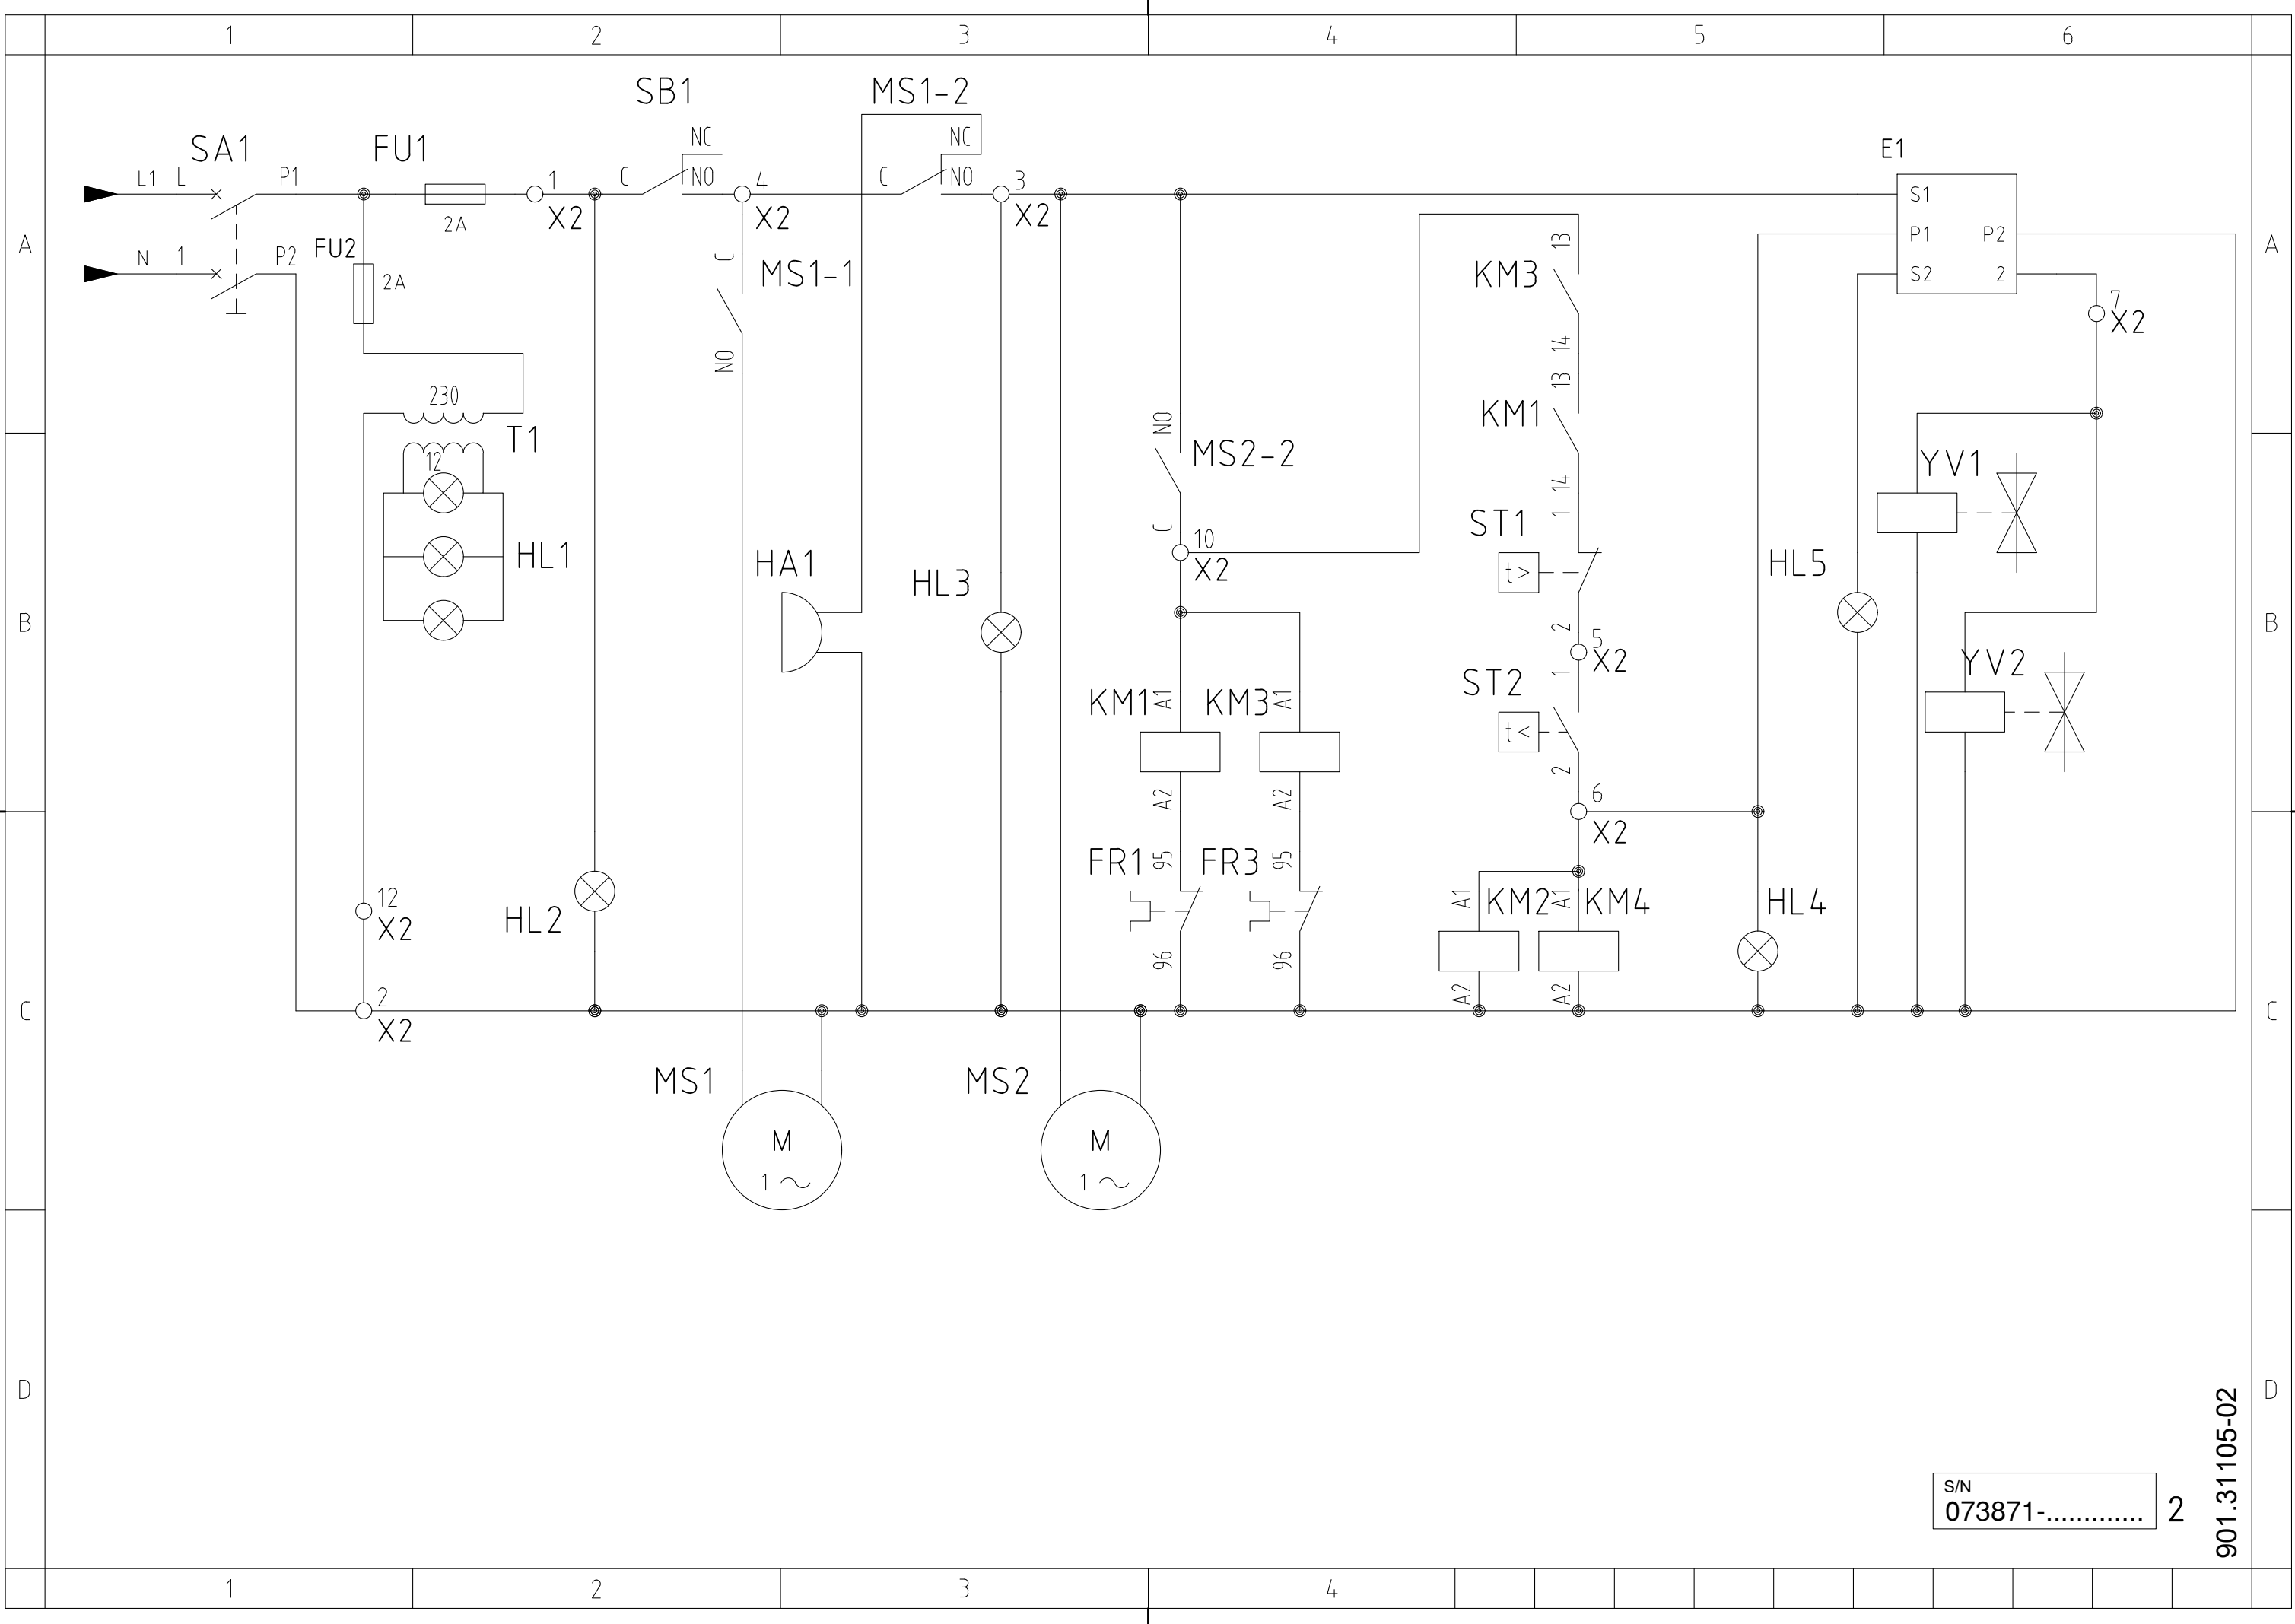 1 2 3 4 5 6
SB1 MS1-2
NC NC
SA1 FU1 E1
L1 L P1 1 C NO 4 C NO 3 S1
2A X2 X2 X2
A FU2 P1 P2 A
N 1 P2 C 13
2A MS1-1 KM3 S2 2
7
X2
NO 14
13
230 NO KM1
T1 MS2-2
12 YV1
14
C 1 ST1
10
HL1 HA1 X2 HL5
HL3 t>
B B
2 5
X2
1 ST2 YV2
KM1 A1 KM3 A1
t<
2
A2 A2 6
X2
FR1 95 FR3 95
12 A1 KM2 A1 KM4 HL4
X2 HL2
96 96
2 A2 A2
C X2 C
MS1 MS2
M M
1 1
D D
S/N
073871-............. 2
901.31105-02
1 2 3 4